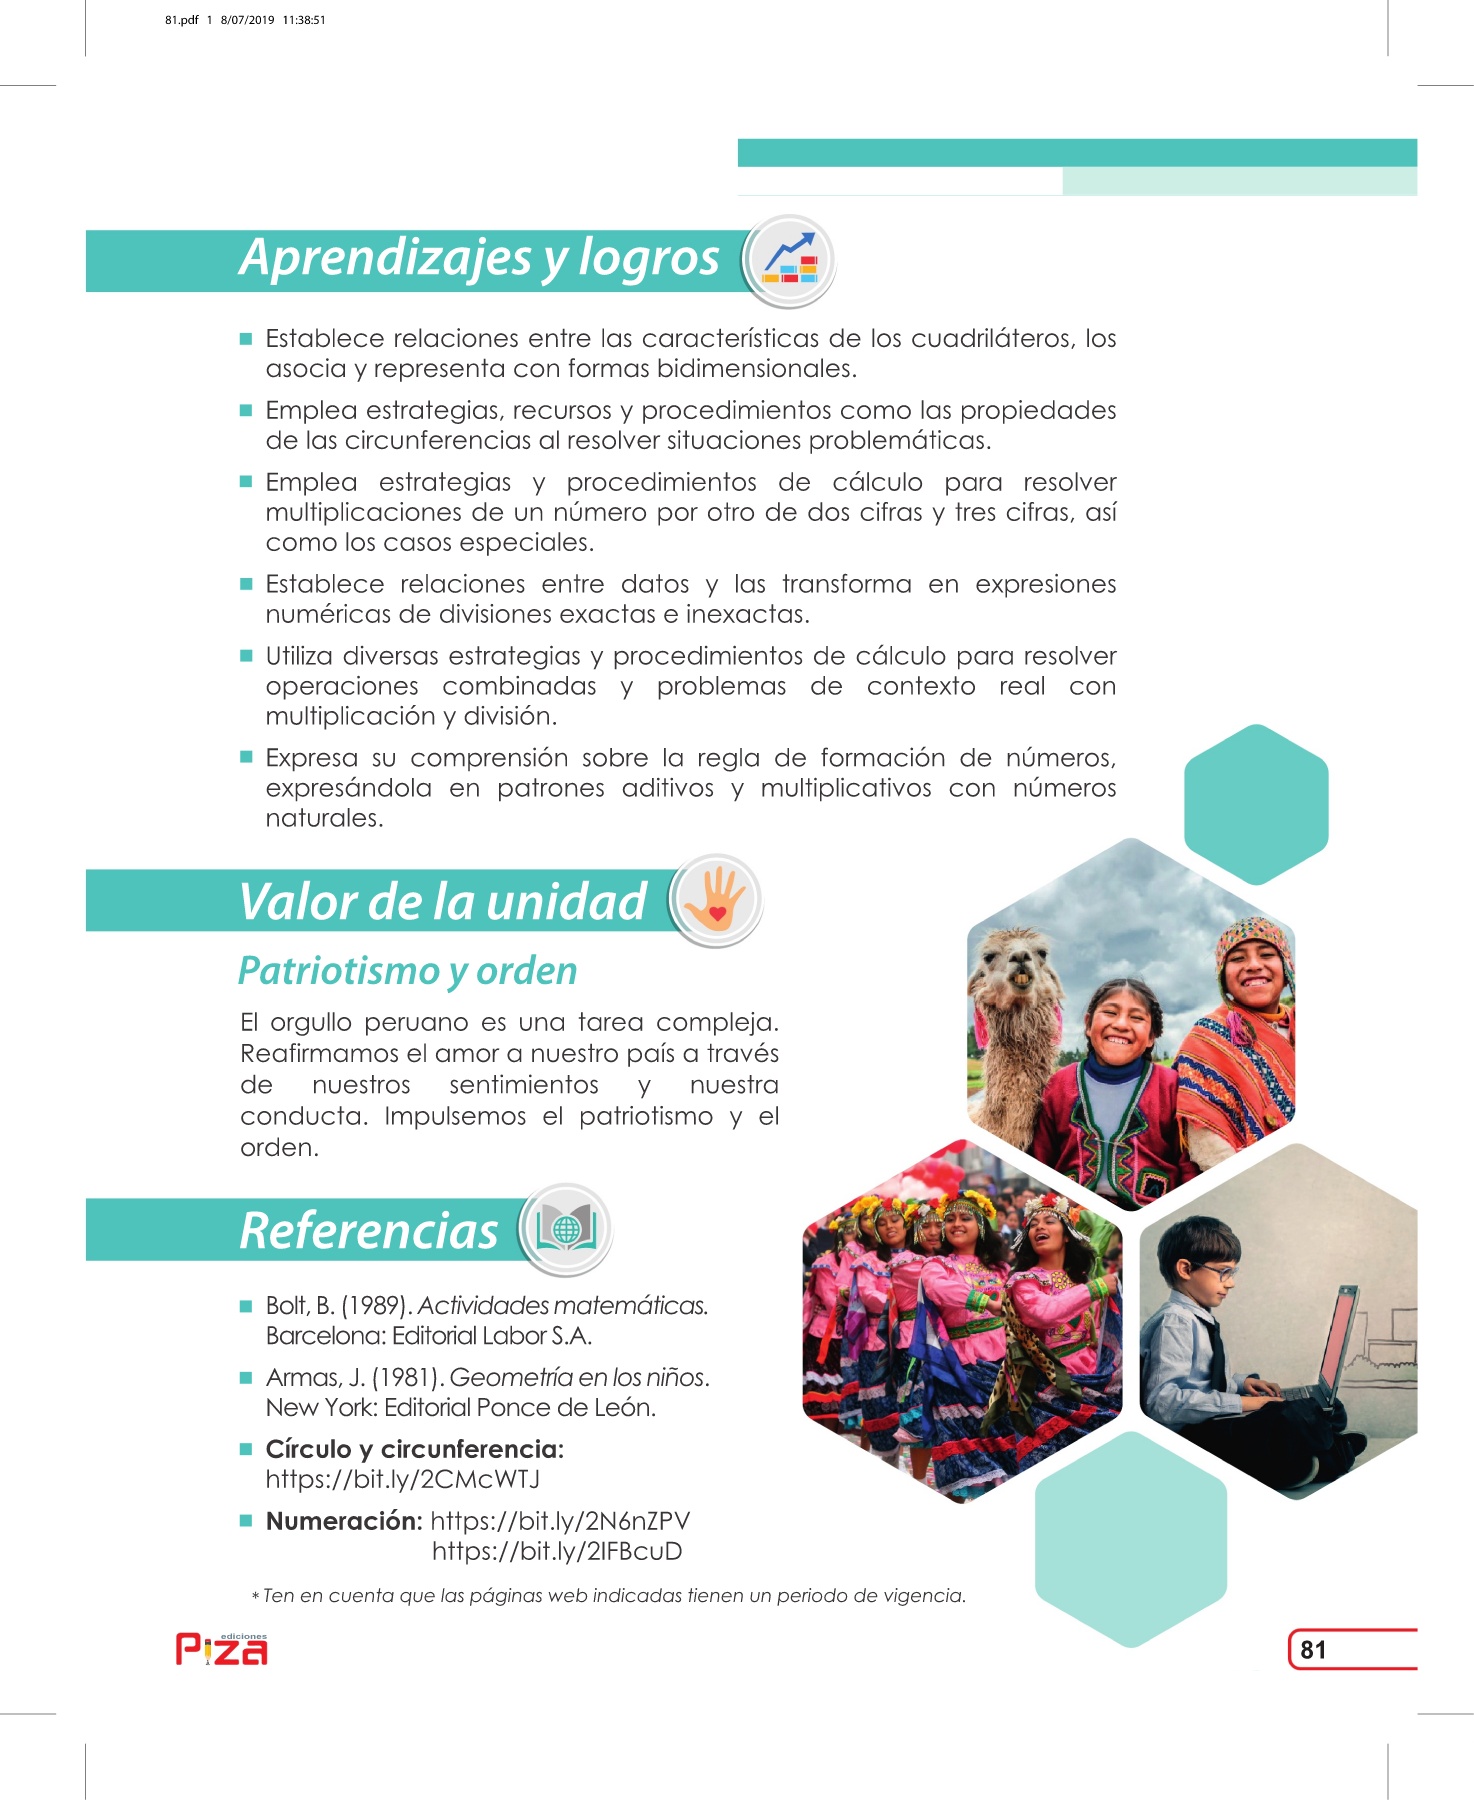 81.pdf 1 8/07/2019 11:38:51
Aprendizajes y logros
■ Establece relaciones entre las características de los cuadriláteros, los
asocia y representa con formas bidimensionales.
■ Emplea estrategias, recursos y procedimientos como las propiedades
de las circunferencias al resolver situaciones problemáticas.
■ Emplea estrategias y procedimientos de cálculo para resolver
multiplicaciones de un número por otro de dos cifras y tres cifras, así
como los casos especiales.
■ Establece relaciones entre datos y las transforma en expresiones
numéricas de divisiones exactas e inexactas.
■ Utiliza diversas estrategias y procedimientos de cálculo para resolver
operaciones combinadas y problemas de contexto real con
multiplicación y división.
■ Expresa su comprensión sobre la regla de formación de números,
expresándola en patrones aditivos y multiplicativos con números
naturales.
Valor de la unidad
Patriotismo y orden
El orgullo peruano es una tarea compleja.
Reafirmamos el amor a nuestro país a través
de nuestros sentimientos y nuestra
conducta. Impulsemos el patriotismo y el
orden.
Referencias
■ Bolt, B. (1989). Actividades matemáticas.
Barcelona: Editorial Labor S.A.
■ Armas, J. (1981). Geometría en los niños.
New York: Editorial Ponce de León.
■ Círculo y circunferencia:
https://bit.ly/2CMcWTJ
■ Numeración: https://bit.ly/2N6nZPV
https://bit.ly/2IFBcuD
* Ten en cuenta que las páginas web indicadas tienen un periodo de vigencia.
ediciones
Piza
81